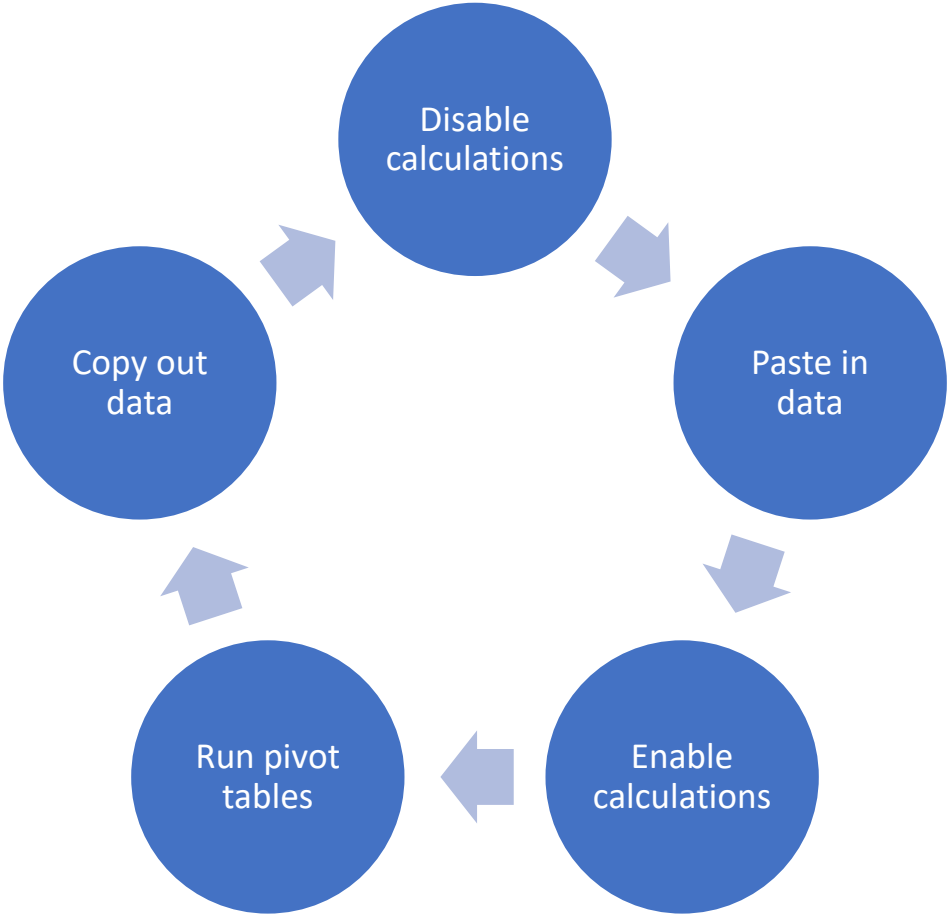 Disable
calculations
Paste in
data
Enable
calculations
Run pivot
tables
Copy out
data